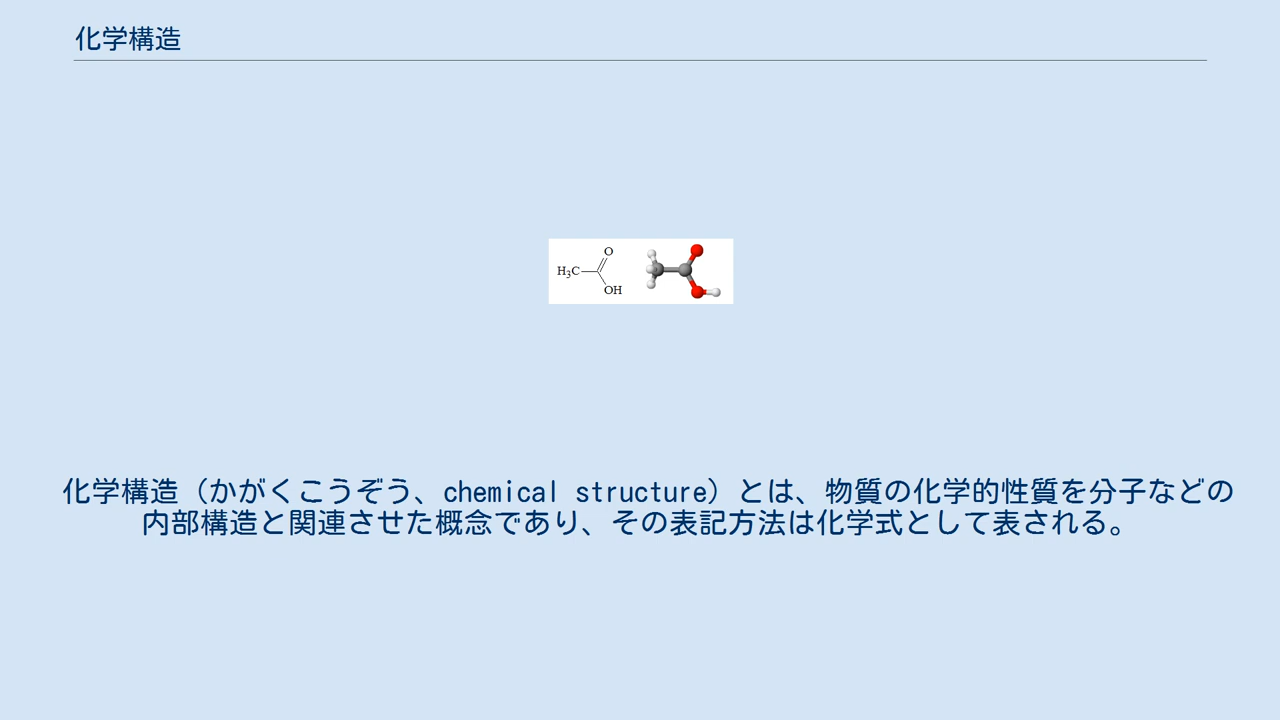 化学構造
O
H₃C
OH
化学構造（かがくこうぞう、chemical structure）とは、物質の化学的性質を分子などの
内部構造と関連させた概念であり、その表記方法は化学式として表される。